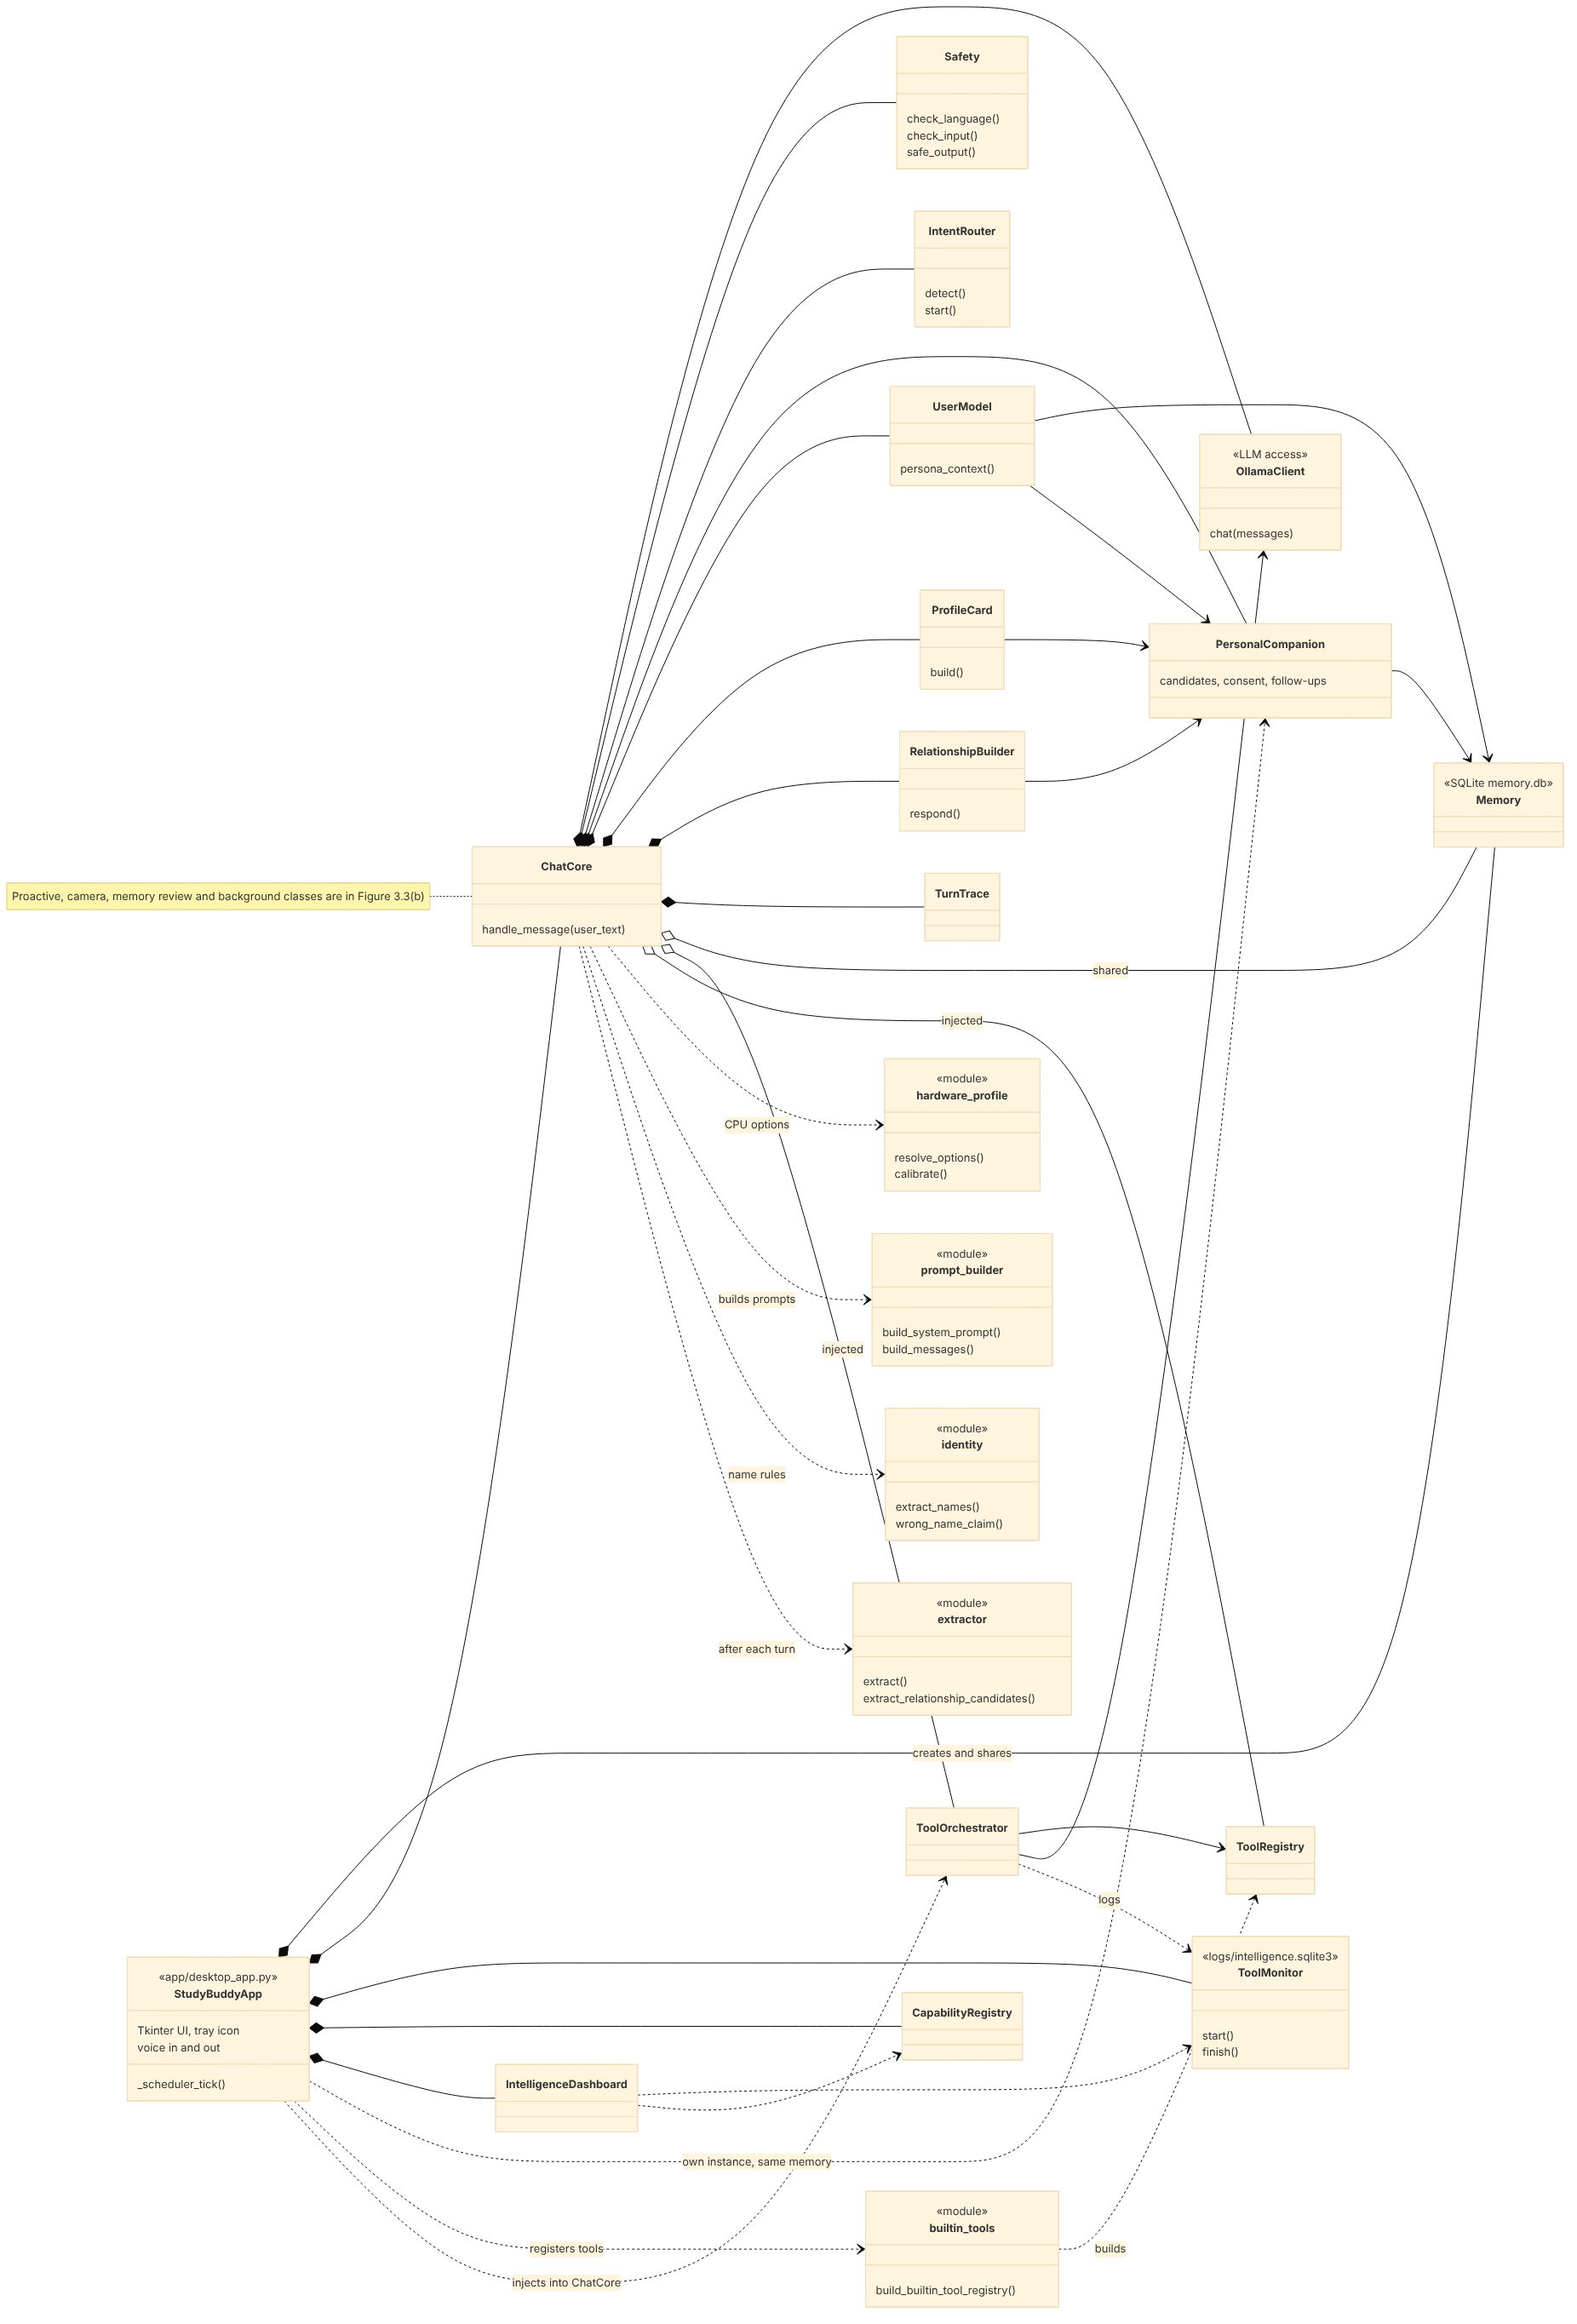 Safety
check_language()
check_input()
safe_output()
IntentRouter
detect()
start()
UserModel
persona_context()
«LLM access»
OllamaClient
chat(messages)
ProfileCard
build()
PersonalCompanion
candidates, consent, follow-ups
RelationshipBuilder
respond()
«SQLite memory.db»
Memory
ChatCore
handle_message(user_text)
Proactive, camera, memory review and background classes are in Figure 3.3(b)
TurnTrace
shared
injected
«module»
hardware_profile
resolve_options()
calibrate()
CPU options
«module»
prompt_builder
build_system_prompt()
build_messages()
builds prompts
injected
«module»
identity
extract_names()
wrong_name_claim()
name rules
«module»
extractor
extract()
extract_relationship_candidates()
after each turn
creates and shares
ToolOrchestrator
ToolRegistry
logs
«logs/intelligence.sqlite3»
ToolMonitor
start()
finish()
«app/desktop_app.py»
StudyBuddyApp
Tkinter UI, tray icon
voice in and out
_scheduler_tick()
CapabilityRegistry
IntelligenceDashboard
own instance, same memory
«module»
builtin_tools
build_builtin_tool_registry()
registers tools
builds
injects into ChatCore